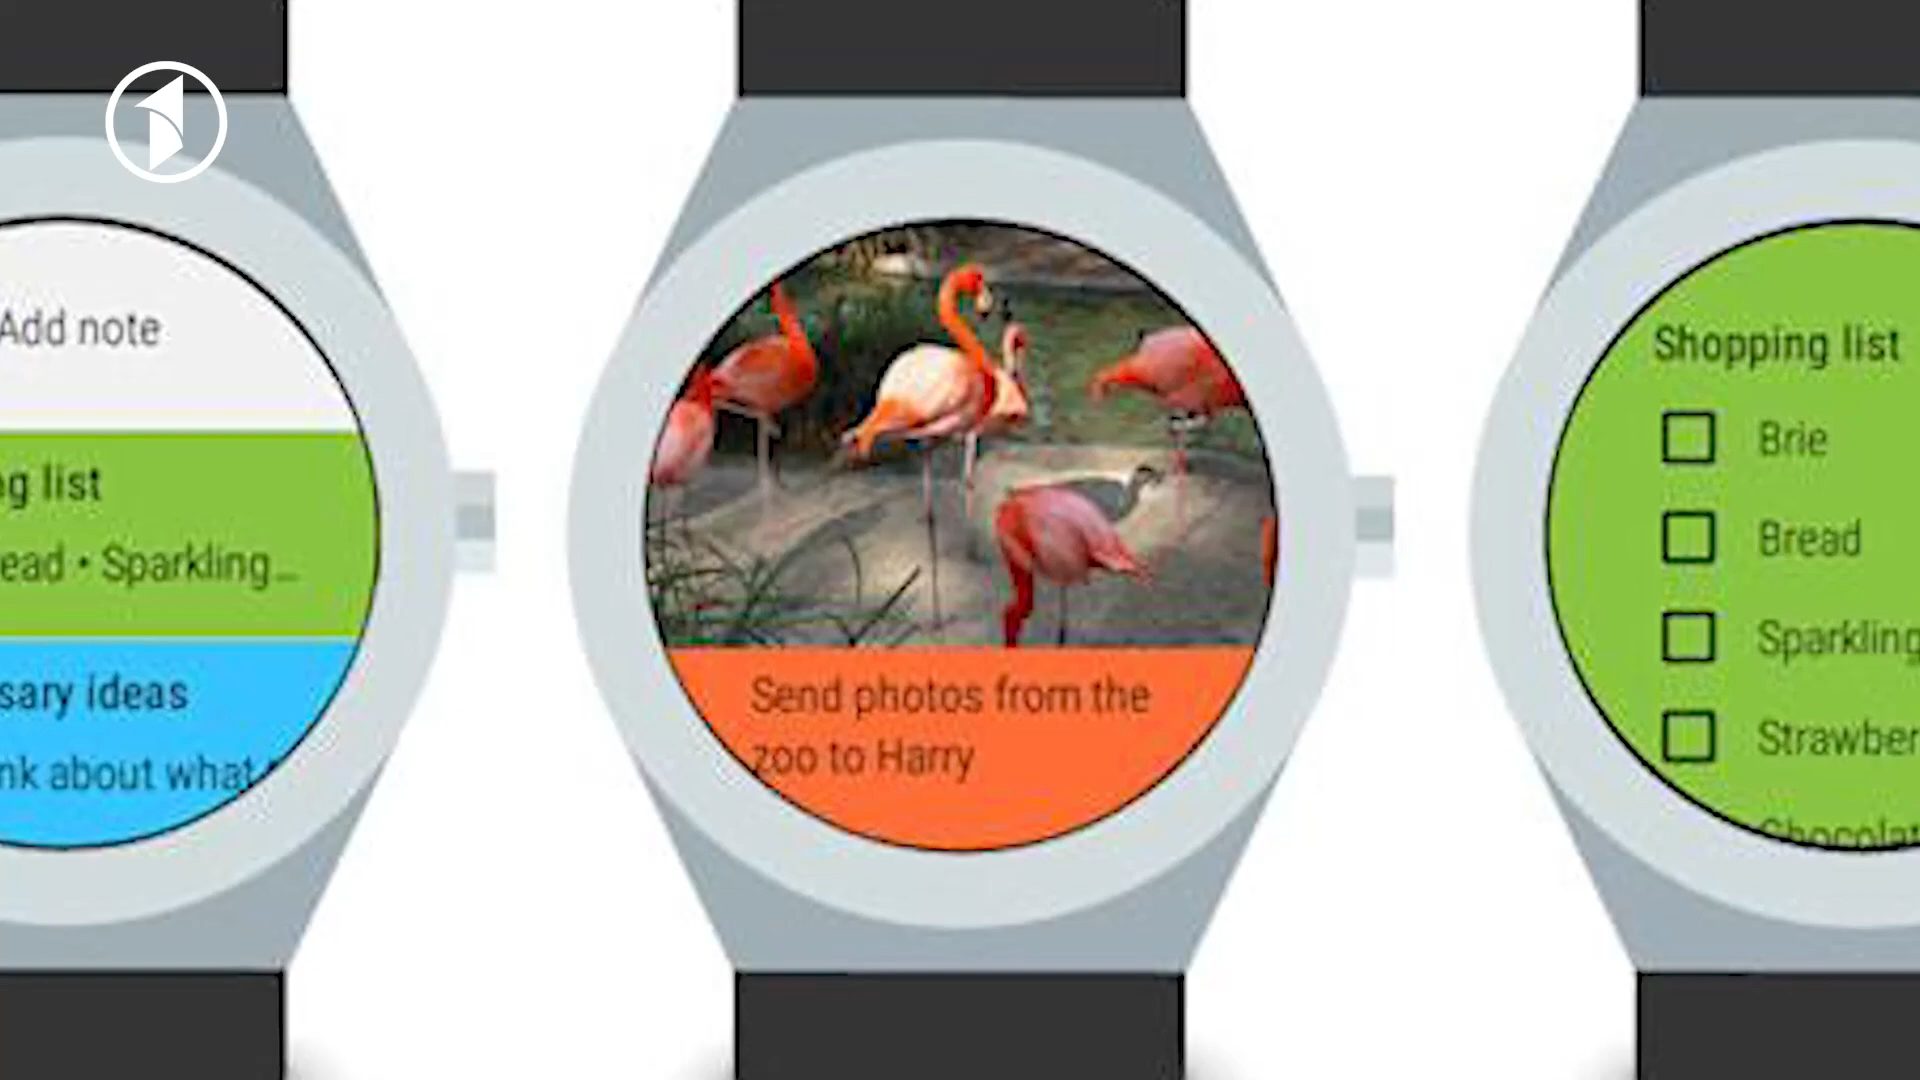 Add note
g list
ead • Sparkling...
sary ideas
nk about what
Send photos from the
zoo to Harry
Shopping list
Brie
Bread
Sparkling
Strawber
Chocolat